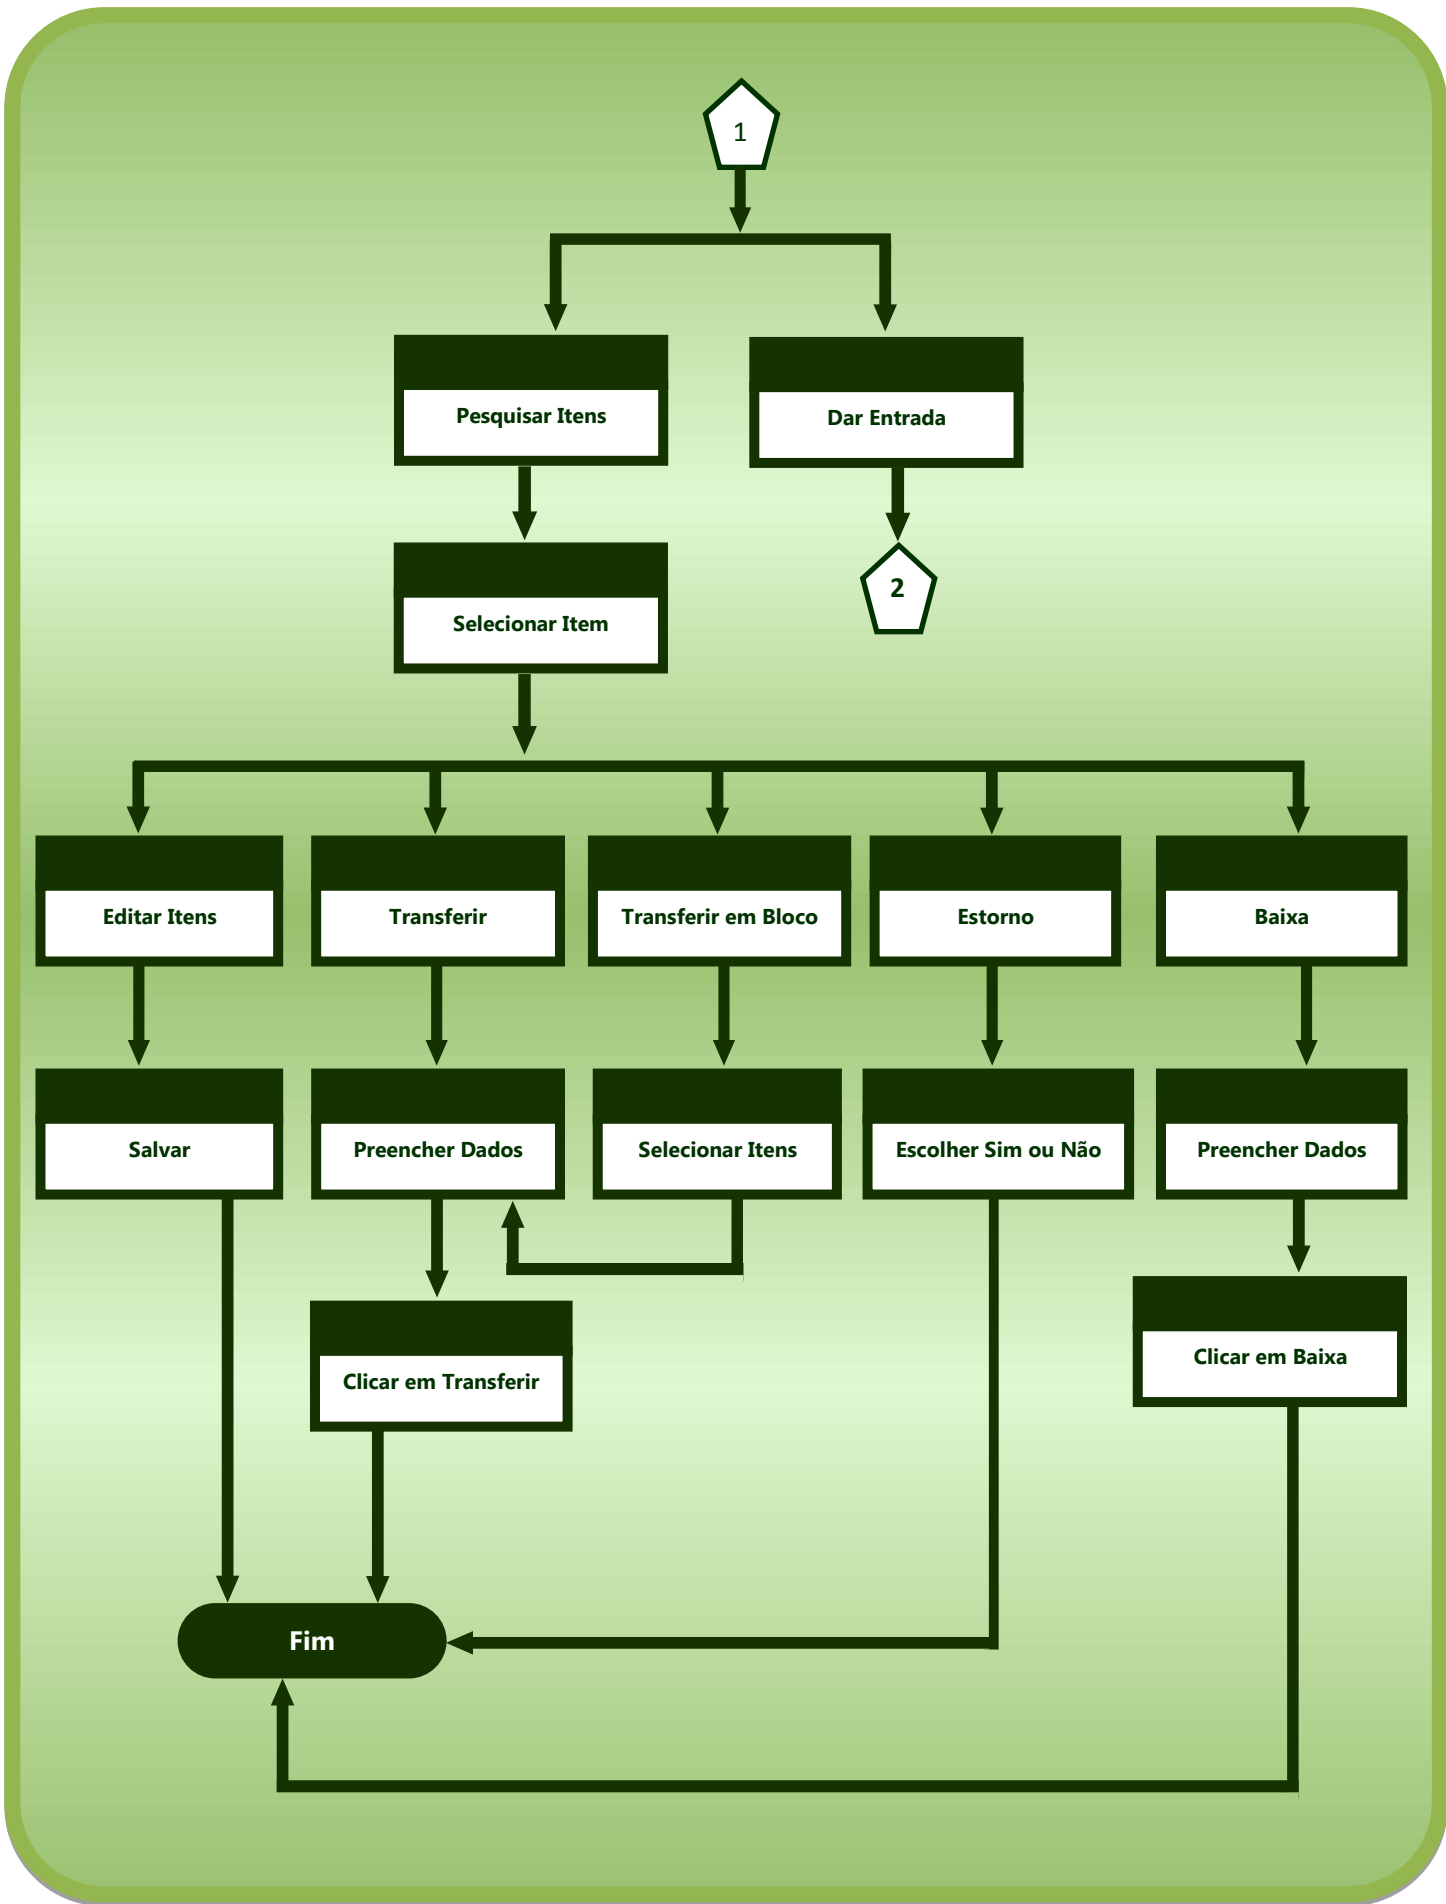 1
Pesquisar Itens
Dar Entrada
Selecionar Item
2
Editar Itens
Transferir
Transferir em Bloco
Estorno
Baixa
Salvar
Preencher Dados
Selecionar Itens
Escolher Sim ou Não
Preencher Dados
Clicar em Transferir
Clicar em Baixa
Fim